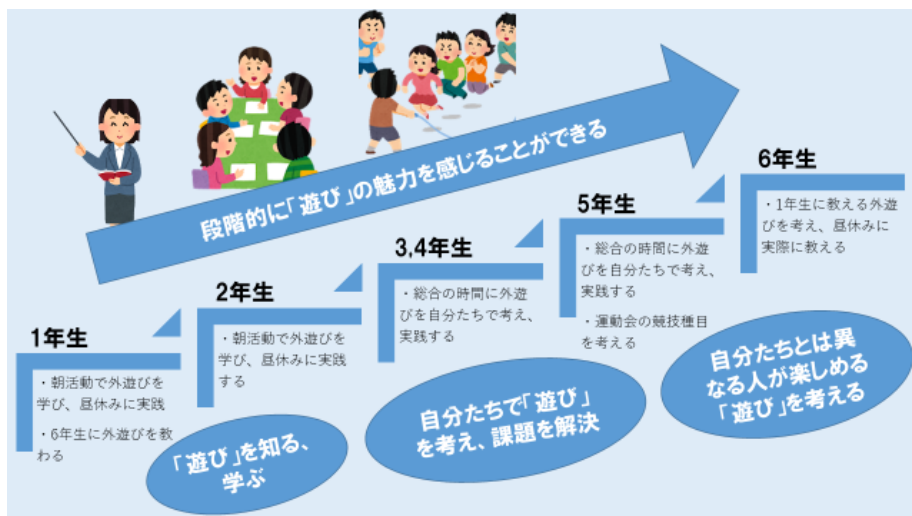 段階的に「遊び」の魅力を感じることができる
1年生
・朝活動で外遊びを
学び、昼休みに実践
・6年生に外遊びを教
わる
2年生
・朝活動で外遊びを
学び、昼休みに実践
する
3,4年生
・総合の時間に外遊
びを自分たちで考え、
実践する
5年生
・総合の時間に外遊
びを自分たちで考え、
実践する
・運動会の競技種目
を考える
6年生
・1年生に教える外遊
びを考え、昼休みに
実際に教える
「遊び」を知る、
学ぶ
自分たちで「遊び」
を考え、課題を解決
自分たちとは異
なる人が楽しめる
「遊び」を考える